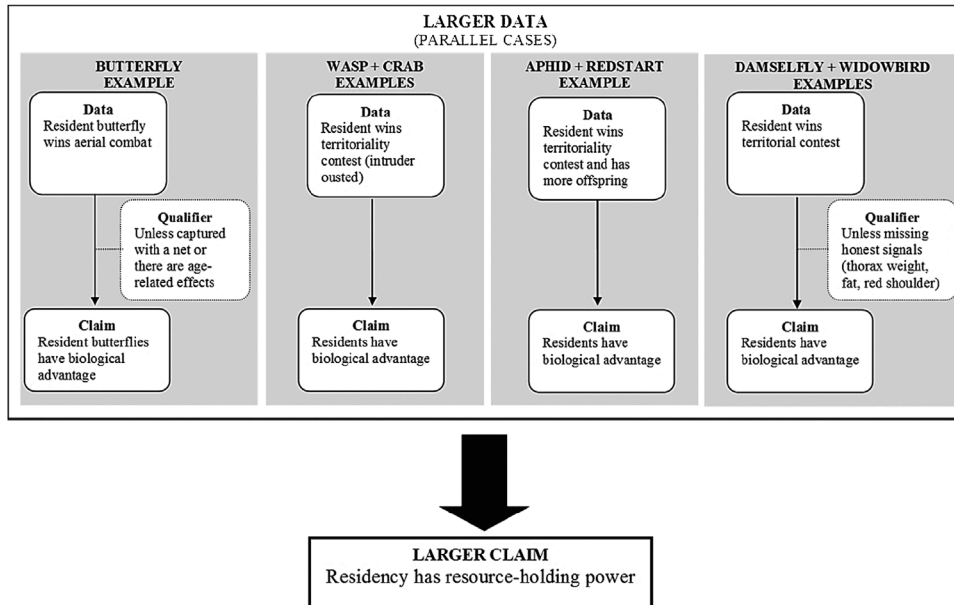 LARGER DATA
(PARALLEL CASES)
BUTTERFLY
EXAMPLE
Data
Resident butterfly
wins aerial combat
Qualifier
Unless captured
with a net or
there are age-
related effects
Claim
Resident butterflies
have biological
advantage
WASP + CRAB
EXAMPLES
Data
Resident wins
territoriality
contest (intruder
ousted)
Claim
Residents have
biological advantage
APHID + REDSTART
EXAMPLE
Data
Resident wins
territoriality
contest and has
more offspring
Claim
Residents have
biological advantage
DAMSELFLY + WIDOWBIRD
EXAMPLES
Data
Resident wins
territorial contest
Qualifier
Unless missing
honest signals
(thorax weight,
fat, red shoulder)
Claim
Residents have
biological advantage
LARGER CLAIM
Residency has resource-holding power